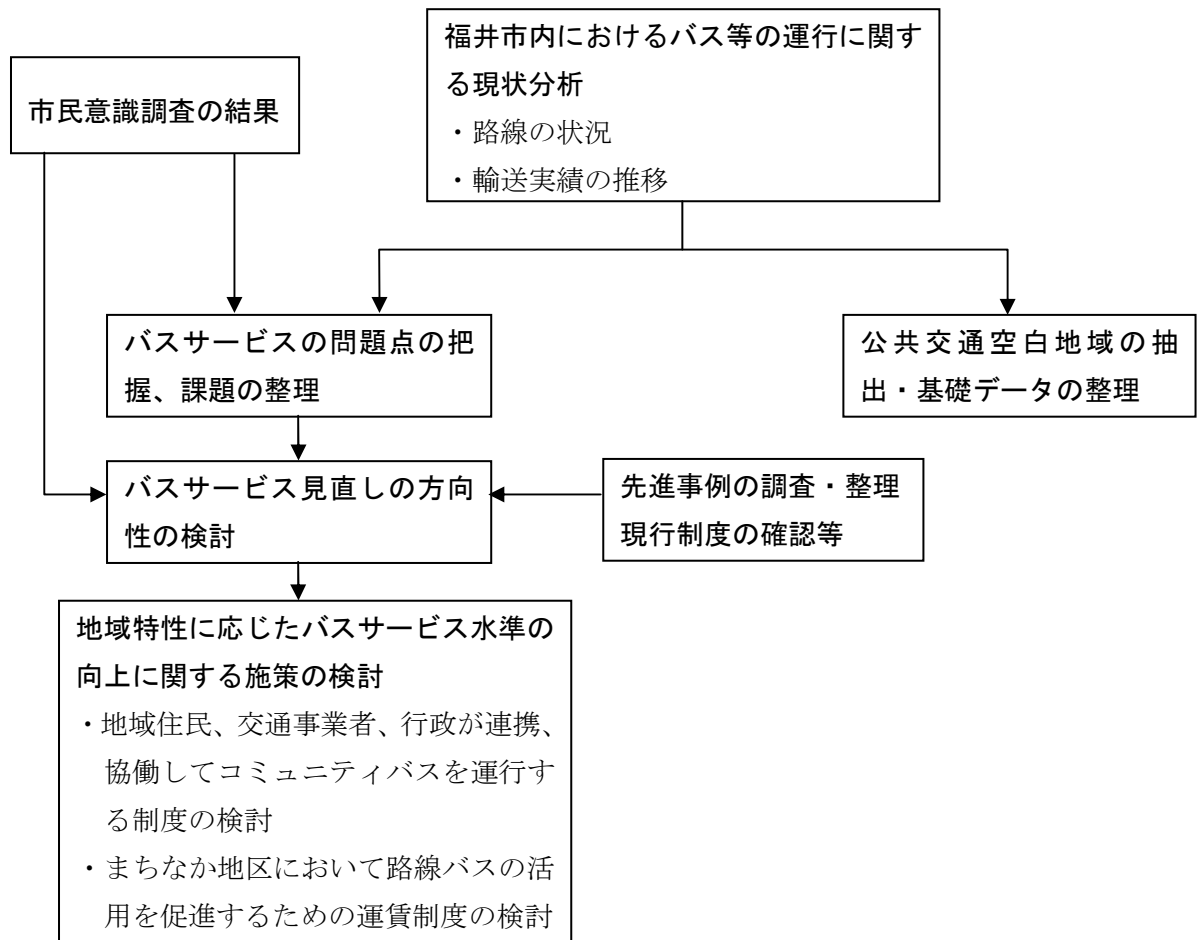 市民意識調査の結果
福井市内におけるバス等の運行に関す
る現状分析
・路線の状況
・輸送実績の推移
バスサービスの問題点の把
握、課題の整理
公共交通空白地域の抽
出・基礎データの整理
バスサービス見直しの方向
性の検討
先進事例の調査・整理
現行制度の確認等
地域特性に応じたバスサービス水準の
向上に関する施策の検討
・地域住民、交通事業者、行政が連携、
協働してコミュニティバスを運行す
る制度の検討
・まちなか地区において路線バスの活
用を促進するための運賃制度の検討